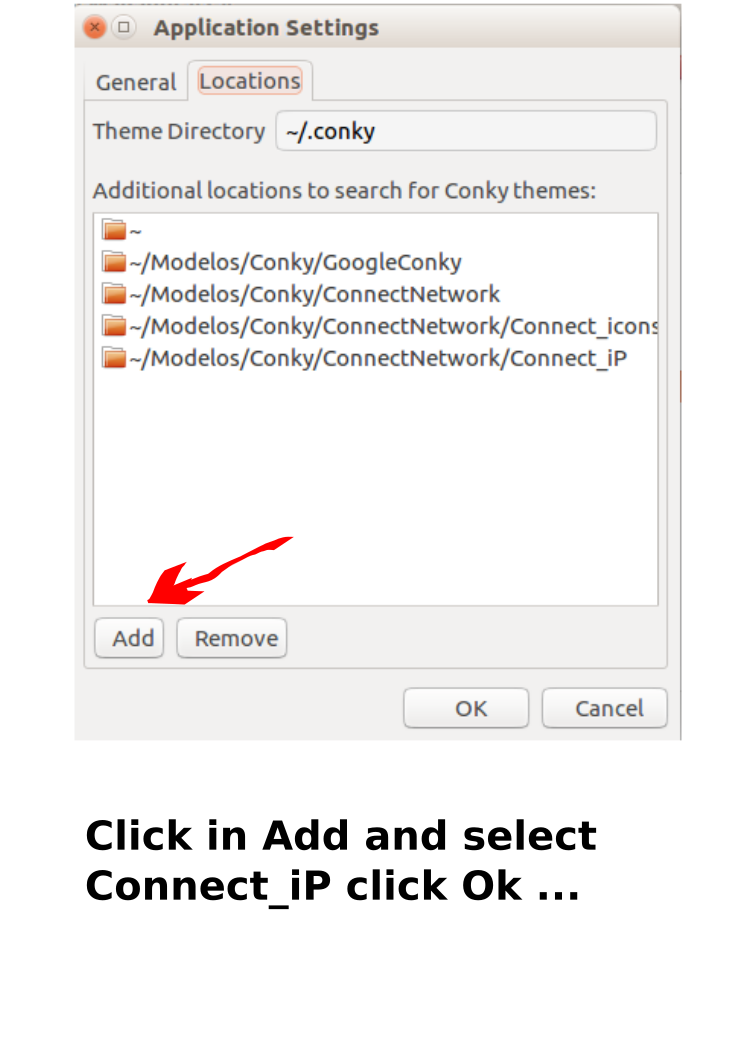 Application Settings
General Locations
Theme Directory ~/.conky
Additional locations to search for Conky themes:
~
~/Modelos/Conky/GoogleConky
~/Modelos/Conky/ConnectNetwork
~/Modelos/Conky/ConnectNetwork/Connect_icons
~/Modelos/Conky/ConnectNetwork/Connect_iP
Add Remove
OK Cancel
Click in Add and select
Connect_iP click Ok ...